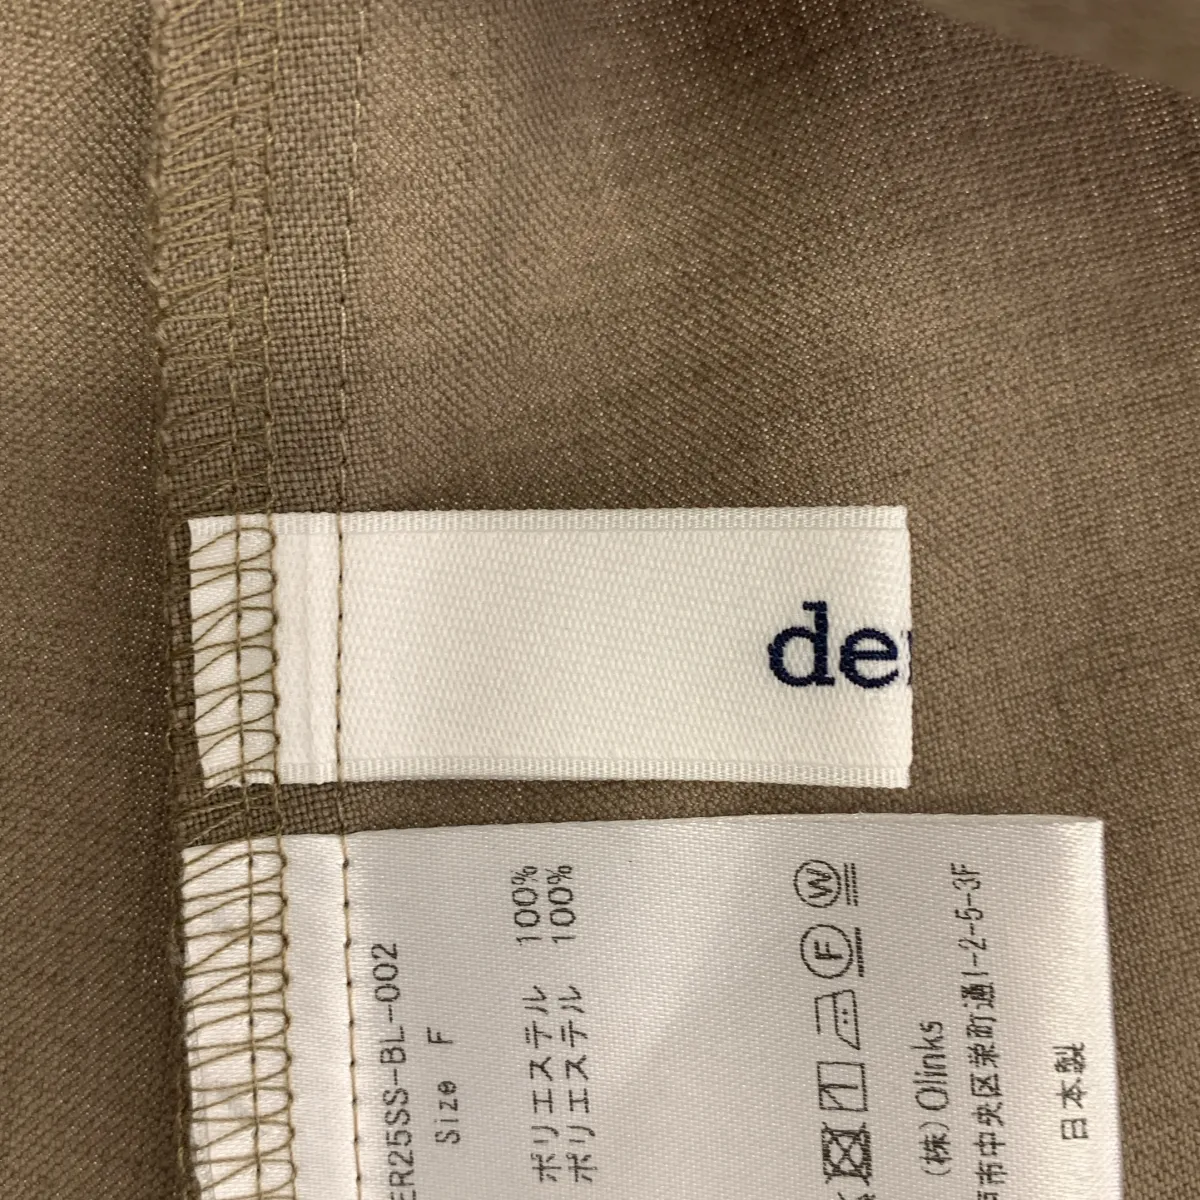 de
ER25SS-BL-002
Size F
ポリエステル 100%
ポリエステル 100%
(株)Olinks
市中央区栄町通1-2-5-3F
日本製